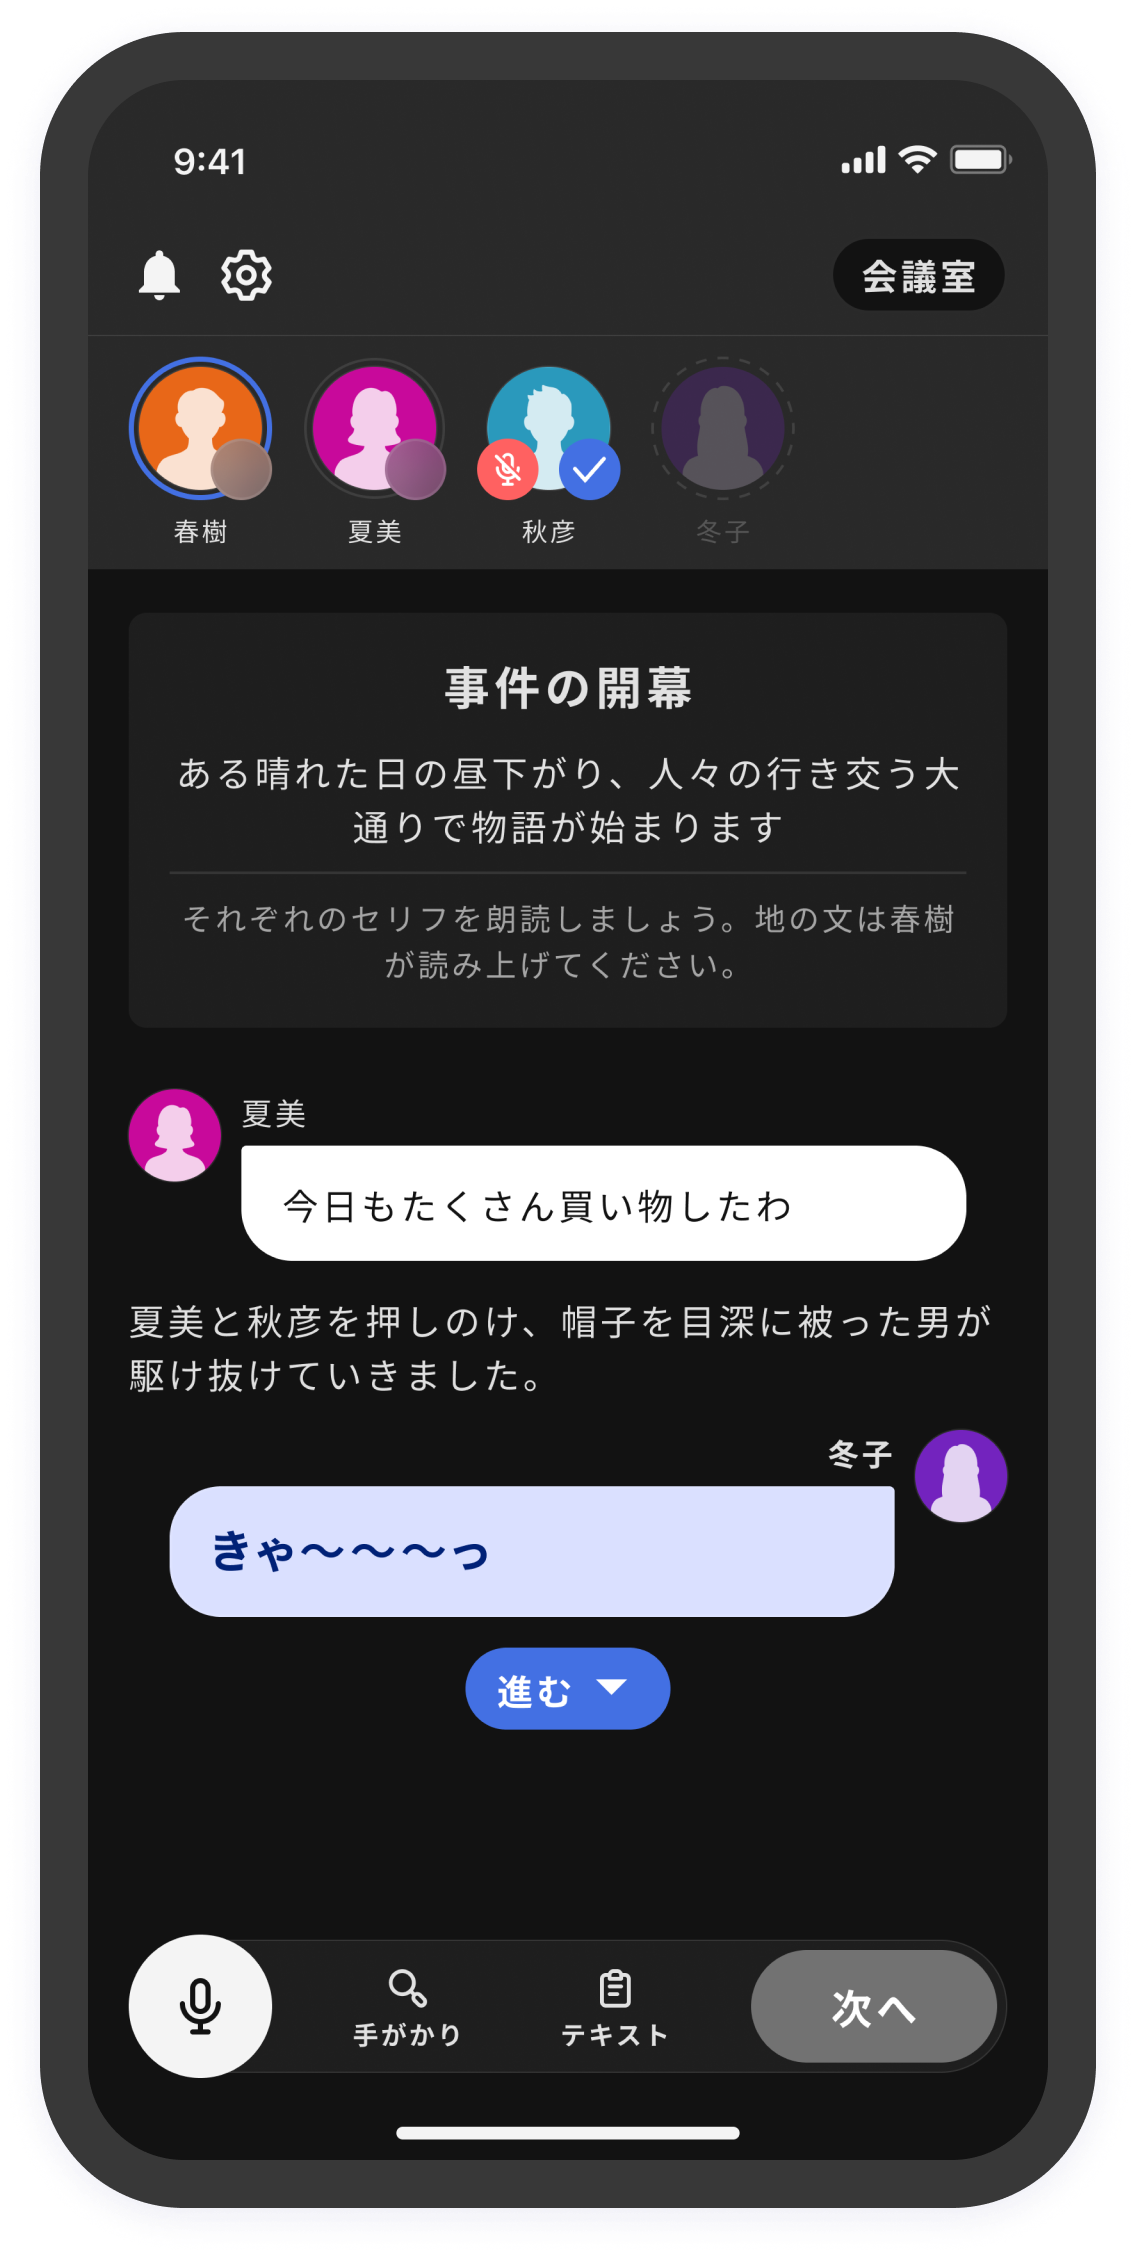 9:41
会議室
春樹 夏美 秋彦 冬子
事件の開幕
ある晴れた日の昼下がり、人々の行き交う大
通りで物語が始まります
それぞれのセリフを朗読しましょう。地の文は春樹
が読み上げてください。
夏美
今日もたくさん買い物したわ
夏美と秋彦を押しのけ、帽子を目深に被った男が
駆け抜けていきました。
冬子
きゃ〜〜〜っ
進む
手がかり テキスト 次へ